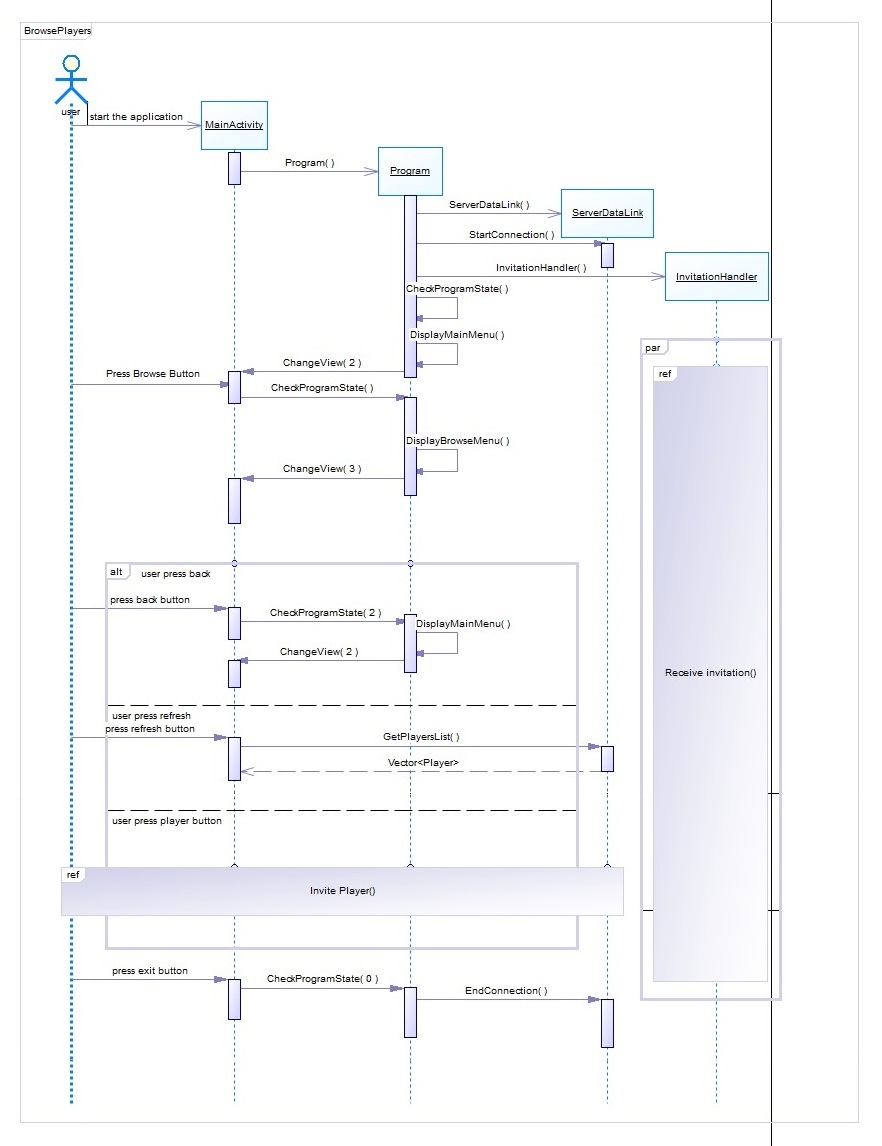 BrowsePlayers
user
start the application
MainActivity
Program( )
Program
ServerDataLink( )
ServerDataLink
StartConnection( )
InvitationHandler( )
InvitationHandler
CheckProgramState( )
DisplayMainMenu( )
par
ChangeView( 2 )
ref
Press Browse Button
CheckProgramState( )
DisplayBrowseMenu( )
ChangeView( 3 )
alt
user press back
press back button
CheckProgramState( 2 )
DisplayMainMenu( )
ChangeView( 2 )
Receive invitation()
user press refresh
press refresh button
GetPlayersList( )
Vector<Player>
user press player button
ref
Invite Player()
press exit button
CheckProgramState( 0 )
EndConnection( )